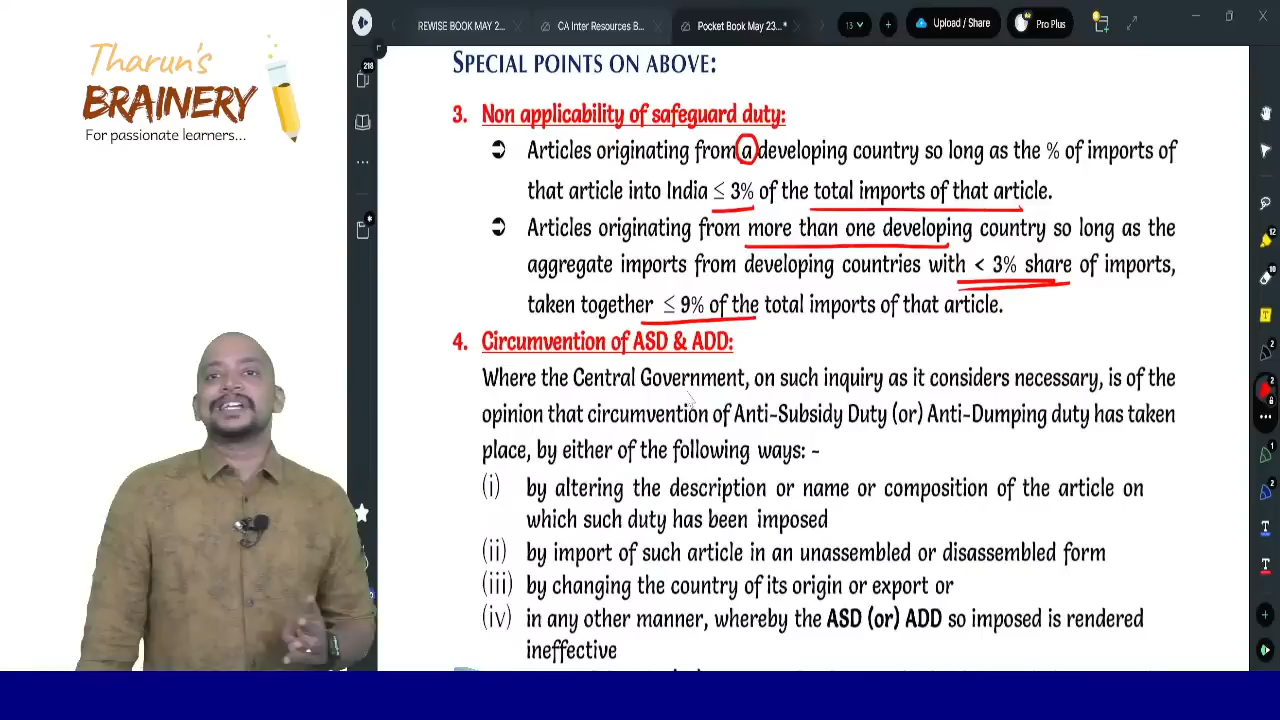 Tharun's
BRAINERY
For passionate learners...
REWISE BOOK MAY 2...
CA Inter Resources B...
Pocket Book May 23...*
13
Upload / Share
Pro Plus
218
SPECIAL POINTS ON ABOVE:
3. Non applicability of safeguard duty:
Articles originating from a developing country so long as the % of imports of
that article into India ≤ 3% of the total imports of that article.
Articles originating from more than one developing country so long as the
aggregate imports from developing countries with < 3% share of imports,
taken together ≤ 9% of the total imports of that article.
4. Circumvention of ASD & ADD:
Where the Central Government, on such inquiry as it considers necessary, is of the
opinion that circumvention of Anti-Subsidy Duty (or) Anti-Dumping duty has taken
place, by either of the following ways: -
(i) by altering the description or name or composition of the article on
which such duty has been imposed
(ii) by import of such article in an unassembled or disassembled form
(iii) by changing the country of its origin or export or
(iv) in any other manner, whereby the ASD (or) ADD so imposed is rendered
ineffective